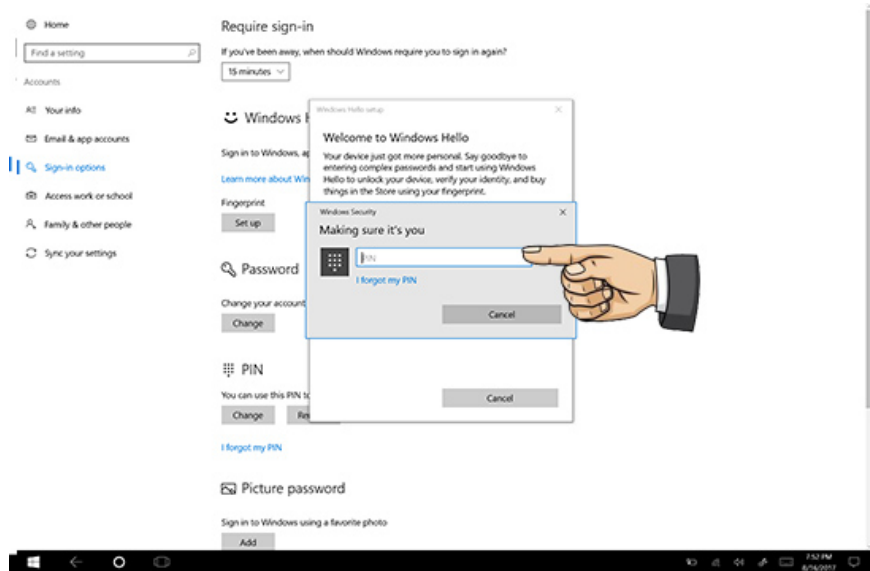 Home
Find a setting
Accounts
Your info
Email & app accounts
Sign-in options
Access work or school
Family & other people
Sync your settings
Require sign-in
If you've been away, when should Windows require you to sign in again?
15 minutes
Windows H
Sign in to Windows, ap
Learn more about Win
Fingerprint
Set up
Password
Change your account
Change
PIN
You can use this PIN to
Change Re
I forgot my PIN
Picture password
Sign in to Windows using a favorite photo
Add
Windows Hello setup
Welcome to Windows Hello
Your device just got more personal. Say goodbye to
entering complex passwords and start using Windows
Hello to unlock your device, verify your identity, and buy
things in the Store using your fingerprint.
Windows Security
Making sure it's you
PIN
I forgot my PIN
Cancel
Cancel
7:52 PM
8/14/2017